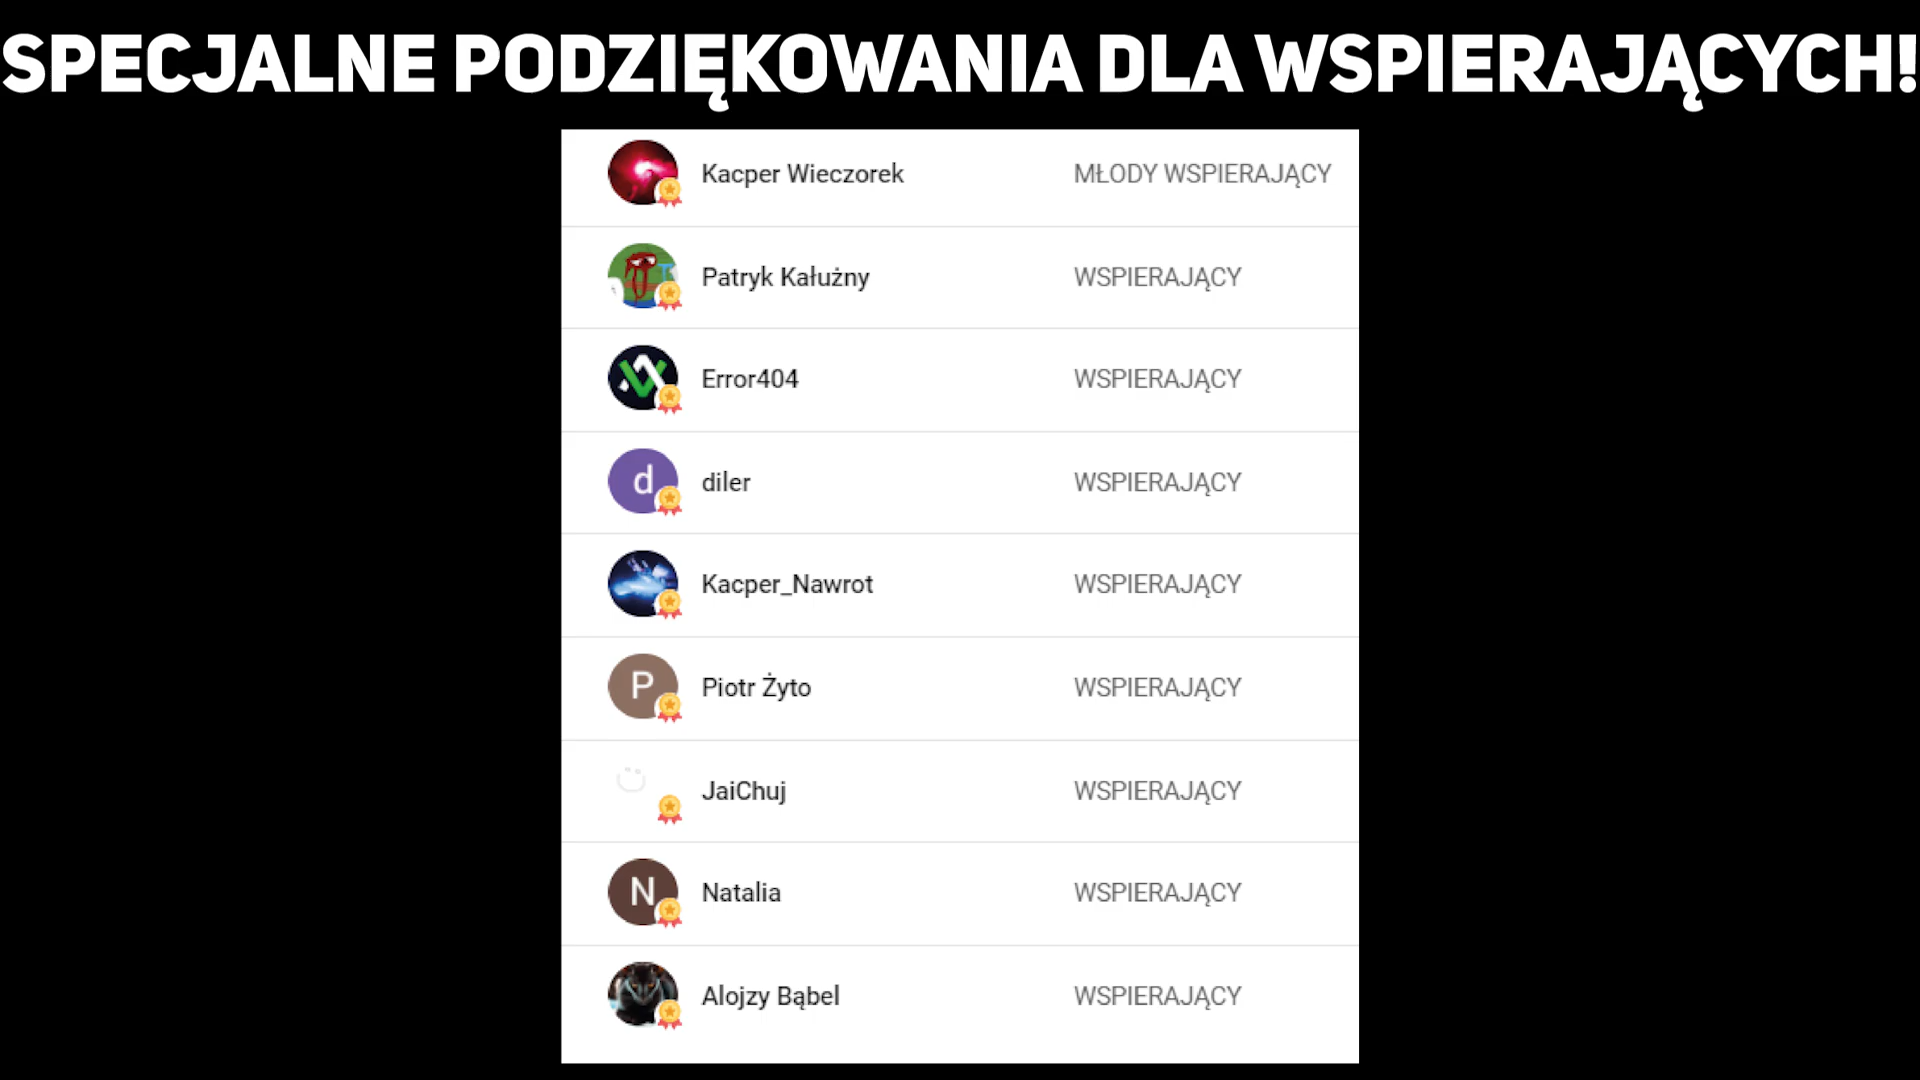 SPECJALNE PODZIĘKOWANIA DLA WSPIERAJĄCYCH!
Kacper Wieczorek MŁODY WSPIERAJĄCY
Patryk Kałużny WSPIERAJĄCY
Error404 WSPIERAJĄCY
d diler WSPIERAJĄCY
Kacper_Nawrot WSPIERAJĄCY
P Piotr Żyto WSPIERAJĄCY
JaiChuj WSPIERAJĄCY
N Natalia WSPIERAJĄCY
Alojzy Bąbel WSPIERAJĄCY